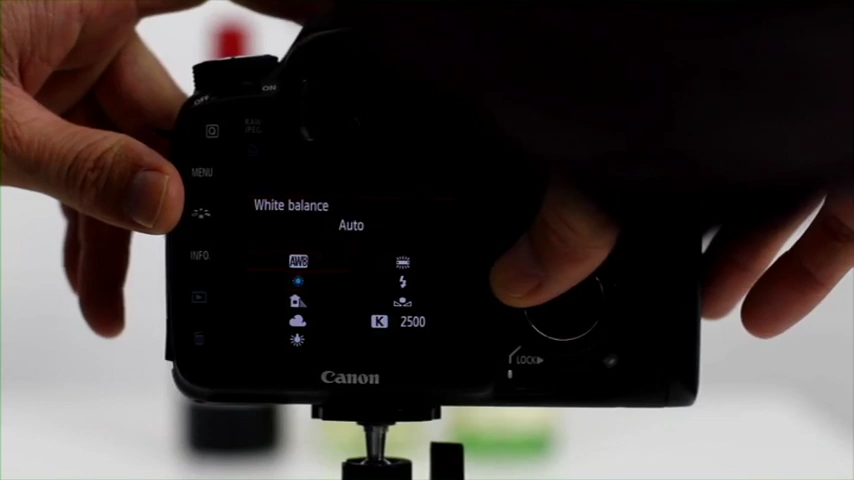 OFF
ON
Q
RAW
JPEG
MENU
INFO.
White balance
Auto
AWB
K 2500
LOCK▶
Canon